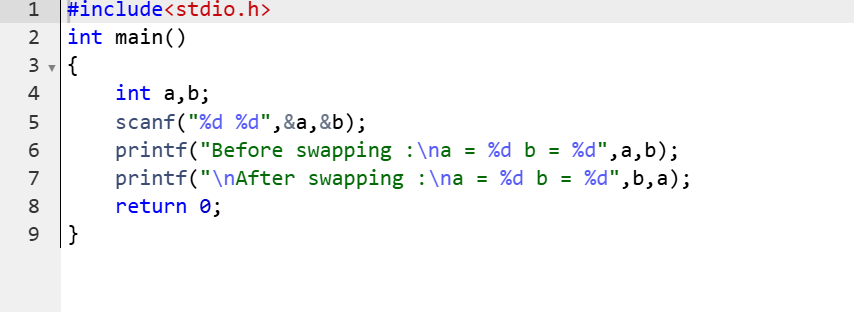 1 #include<stdio.h>
2 int main()
3 {
4     int a,b;
5     scanf("%d %d",&a,&b);
6     printf("Before swapping :\na = %d b = %d",a,b);
7     printf("\nAfter swapping :\na = %d b = %d",b,a);
8     return 0;
9 }